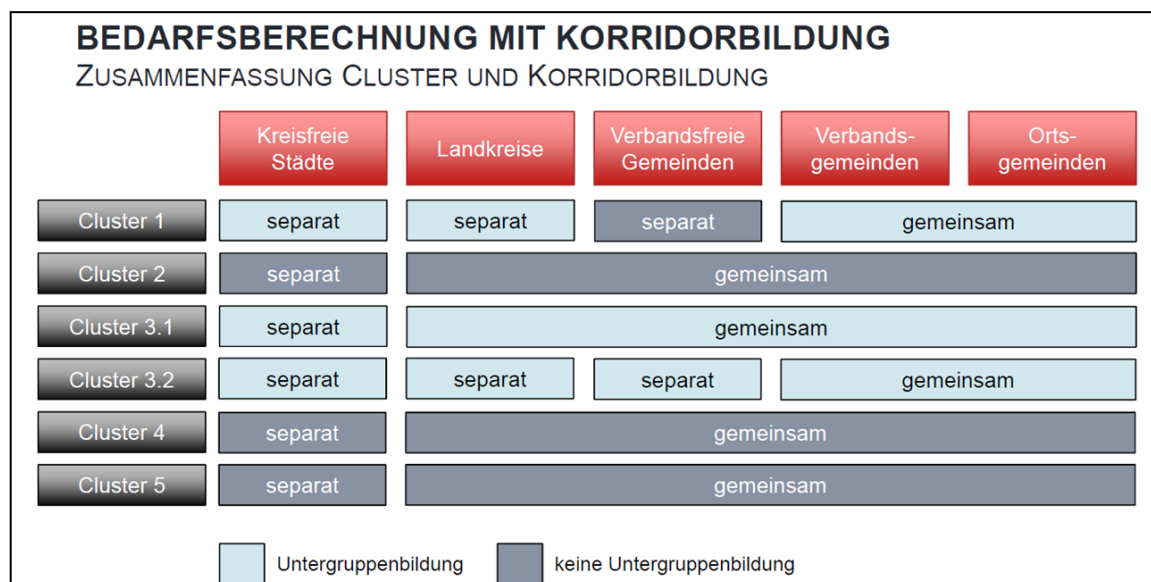 BEDARFSBERECHNUNG MIT KORRIDORBILDUNG
ZUSAMMENFASSUNG CLUSTER UND KORRIDORBILDUNG
Kreisfreie
Städte
Landkreise
Verbandsfreie
Gemeinden
Verbands-
gemeinden
Orts-
gemeinden
Cluster 1 separat separat separat gemeinsam
Cluster 2 separat gemeinsam
Cluster 3.1 separat gemeinsam
Cluster 3.2 separat separat separat gemeinsam
Cluster 4 separat gemeinsam
Cluster 5 separat gemeinsam
Untergruppenbildung keine Untergruppenbildung